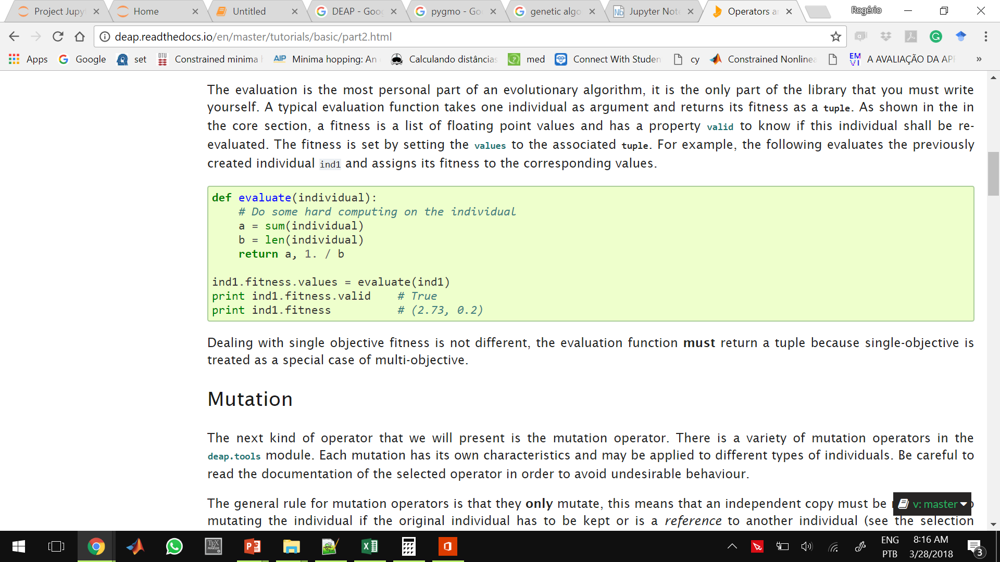 Project Jupy
Home
Untitled
DEAP - Goo
pygmo - Go
genetic algo
Jupyter Note
Operators a
Rogério
deap.readthedocs.io/en/master/tutorials/basic/part2.html
Apps
Google
set
DTU
Constrained minima
AIP
Minima hopping: An
Calculando distâncias
med
Connect With Studen
cy
Constrained Nonlinea
EM
VI
A AVALIAÇÃO DA APR
»
The evaluation is the most personal part of an evolutionary algorithm, it is the only part of the library that you must write
yourself. A typical evaluation function takes one individual as argument and returns its fitness as a tuple. As shown in the in
the core section, a fitness is a list of floating point values and has a property valid to know if this individual shall be re-
evaluated. The fitness is set by setting the values to the associated tuple. For example, the following evaluates the previously
created individual ind1 and assigns its fitness to the corresponding values.
def evaluate(individual):
    # Do some hard computing on the individual
    a = sum(individual)
    b = len(individual)
    return a, 1. / b
ind1.fitness.values = evaluate(ind1)
print ind1.fitness.valid    # True
print ind1.fitness          # (2.73, 0.2)
Dealing with single objective fitness is not different, the evaluation function must return a tuple because single-objective is
treated as a special case of multi-objective.
Mutation
The next kind of operator that we will present is the mutation operator. There is a variety of mutation operators in the
deap.tools module. Each mutation has its own characteristics and may be applied to different types of individuals. Be careful to
read the documentation of the selected operator in order to avoid undesirable behaviour.
The general rule for mutation operators is that they only mutate, this means that an independent copy must be
v: master
mutating the individual if the original individual has to be kept or is a reference to another individual (see the selection
TEX
MAKER
ENG
PTB
8:16 AM
3/28/2018
3